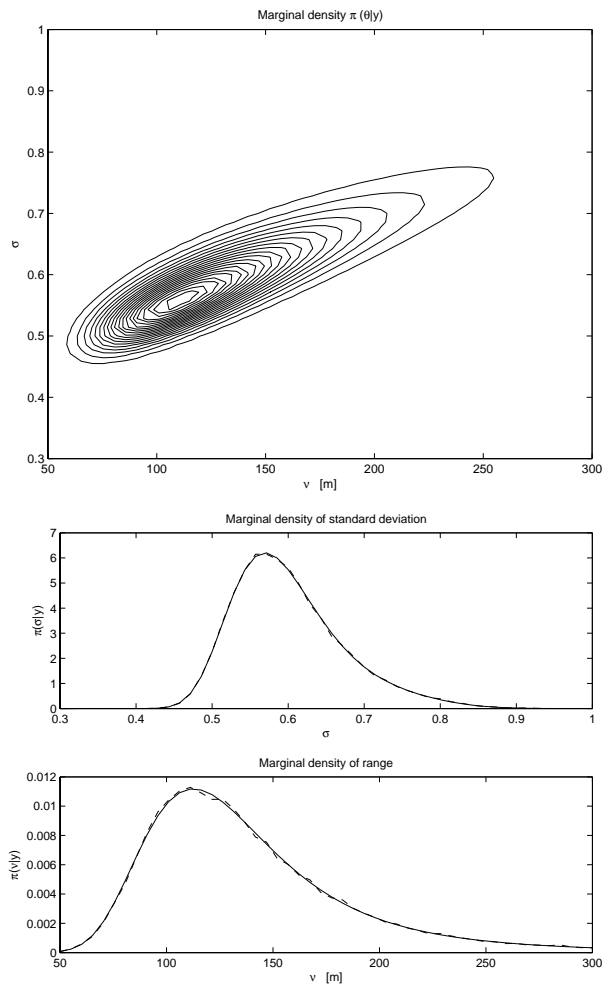 Marginal density π (θ|y)
1
0.9
0.8
0.7
0.6
0.5
0.4
0.3
σ
50 100 150 200 250 300
ν [m]
Marginal density of standard deviation
7
6
5
4
3
2
1
0
π(σ|y)
0.3 0.4 0.5 0.6 0.7 0.8 0.9 1
σ
Marginal density of range
0.012
0.01
0.008
0.006
0.004
0.002
0
π(ν|y)
50 100 150 200 250 300
ν [m]